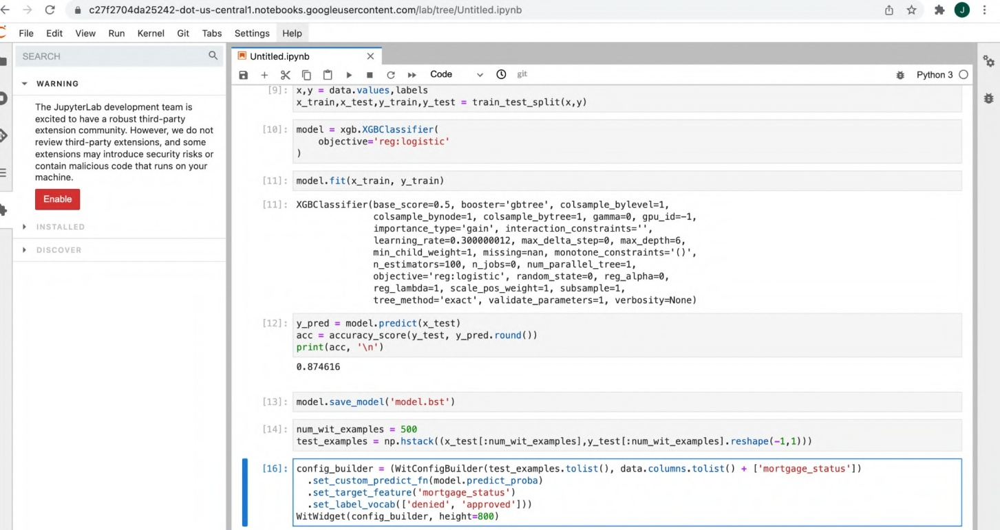 c27f2704da25242-dot-us-central1.notebooks.googleusercontent.com/lab/tree/Untitled.ipynb
J
File Edit View Run Kernel Git Tabs Settings Help
SEARCH
WARNING
The JupyterLab development team is
excited to have a robust third-party
extension community. However, we do not
review third-party extensions, and some
extensions may introduce security risks or
contain malicious code that runs on your
machine.
Enable
INSTALLED
DISCOVER
Untitled.ipynb
Code git Python 3
[9]: x,y = data.values,labels
x_train,x_test,y_train,y_test = train_test_split(x,y)
[10]: model = xgb.XGBClassifier(
    objective='reg:logistic'
)
[11]: model.fit(x_train, y_train)
[11]: XGBClassifier(base_score=0.5, booster='gbtree', colsample_bylevel=1,
              colsample_bynode=1, colsample_bytree=1, gamma=0, gpu_id=-1,
              importance_type='gain', interaction_constraints='',
              learning_rate=0.300000012, max_delta_step=0, max_depth=6,
              min_child_weight=1, missing=nan, monotone_constraints='()',
              n_estimators=100, n_jobs=0, num_parallel_tree=1,
              objective='reg:logistic', random_state=0, reg_alpha=0,
              reg_lambda=1, scale_pos_weight=1, subsample=1,
              tree_method='exact', validate_parameters=1, verbosity=None)
[12]: y_pred = model.predict(x_test)
acc = accuracy_score(y_test, y_pred.round())
print(acc, '\n')
0.874616
[13]: model.save_model('model.bst')
[14]: num_wit_examples = 500
test_examples = np.hstack((x_test[:num_wit_examples],y_test[:num_wit_examples].reshape(-1,1)))
[16]: config_builder = (WitConfigBuilder(test_examples.tolist(), data.columns.tolist() + ['mortgage_status'])
  .set_custom_predict_fn(model.predict_proba)
  .set_target_feature('mortgage_status')
  .set_label_vocab(['denied', 'approved']))
WitWidget(config_builder, height=800)